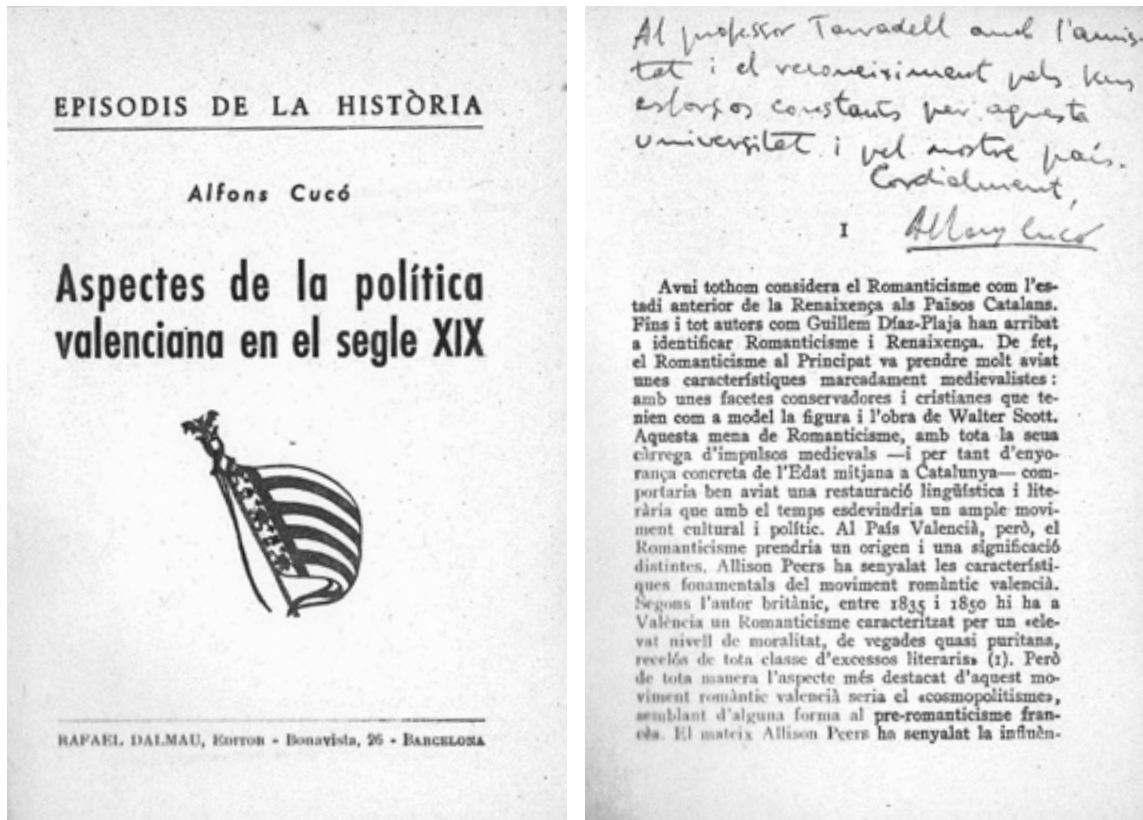 EPISODIS DE LA HISTÒRIA
Alfons Cucó
Aspectes de la política
valenciana en el segle XIX
RAFAEL DALMAU, EDITOR - Bonavista, 26 - BARCELONA
Al professor Tarradell amb l'amis-
tat i el reconeixement pels seus
esforços constants per aquesta
universitat i pel nostre país.
Cordialment,
Alfons Cucó
I
Avui tothom considera el Romanticisme com l'es-
tadi anterior de la Renaixença als Països Catalans.
Fins i tot autors com Guillem Díaz-Plaja han arribat
a identificar Romanticisme i Renaixença. De fet,
el Romanticisme al Principat va prendre molt aviat
unes característiques marcadament medievalistes:
amb unes facetes conservadores i cristianes que te-
nien com a model la figura i l'obra de Walter Scott.
Aquesta mena de Romanticisme, amb tota la seua
càrrega d'impulsos medievals —i per tant d'enyo-
rança concreta de l'Edat mitjana a Catalunya— com-
portaria ben aviat una restauració lingüística i lite-
rària que amb el temps esdevindria un ample movi-
ment cultural i polític. Al País Valencià, però, el
Romanticisme prendria un origen i una significació
distintes. Allison Peers ha senyalat les característi-
ques fonamentals del moviment romàntic valencià.
Segons l'autor britànic, entre 1835 i 1850 hi ha a
València un Romanticisme caracteritzat per un «ele-
vat nivell de moralitat, de vegades quasi puritana,
recelós de tota classe d'excessos literaris» (1). Però
de tota manera l'aspecte més destacat d'aquest mo-
viment romàntic valencià seria el «cosmopolitisme»,
semblant d'alguna forma al pre-romanticisme fran-
cès. El mateix Allison Peers ha senyalat la influèn-